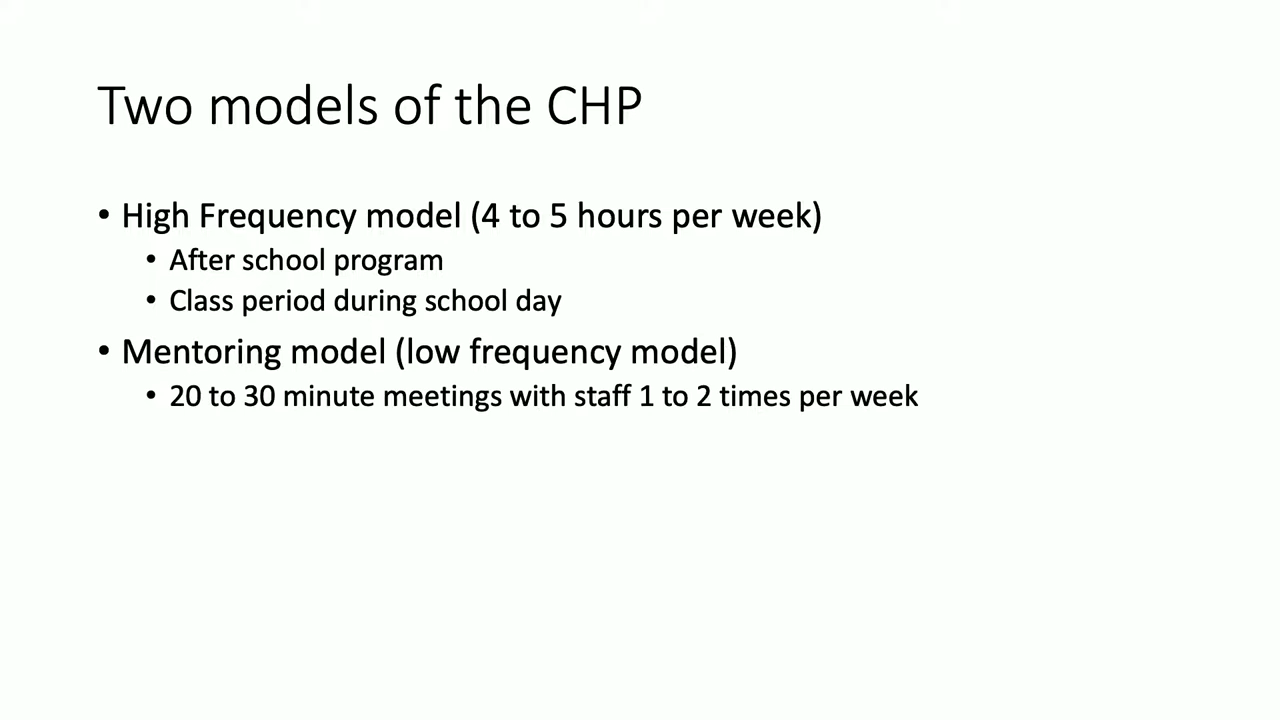 Two models of the CHP
• High Frequency model (4 to 5 hours per week)
• After school program
• Class period during school day
• Mentoring model (low frequency model)
• 20 to 30 minute meetings with staff 1 to 2 times per week